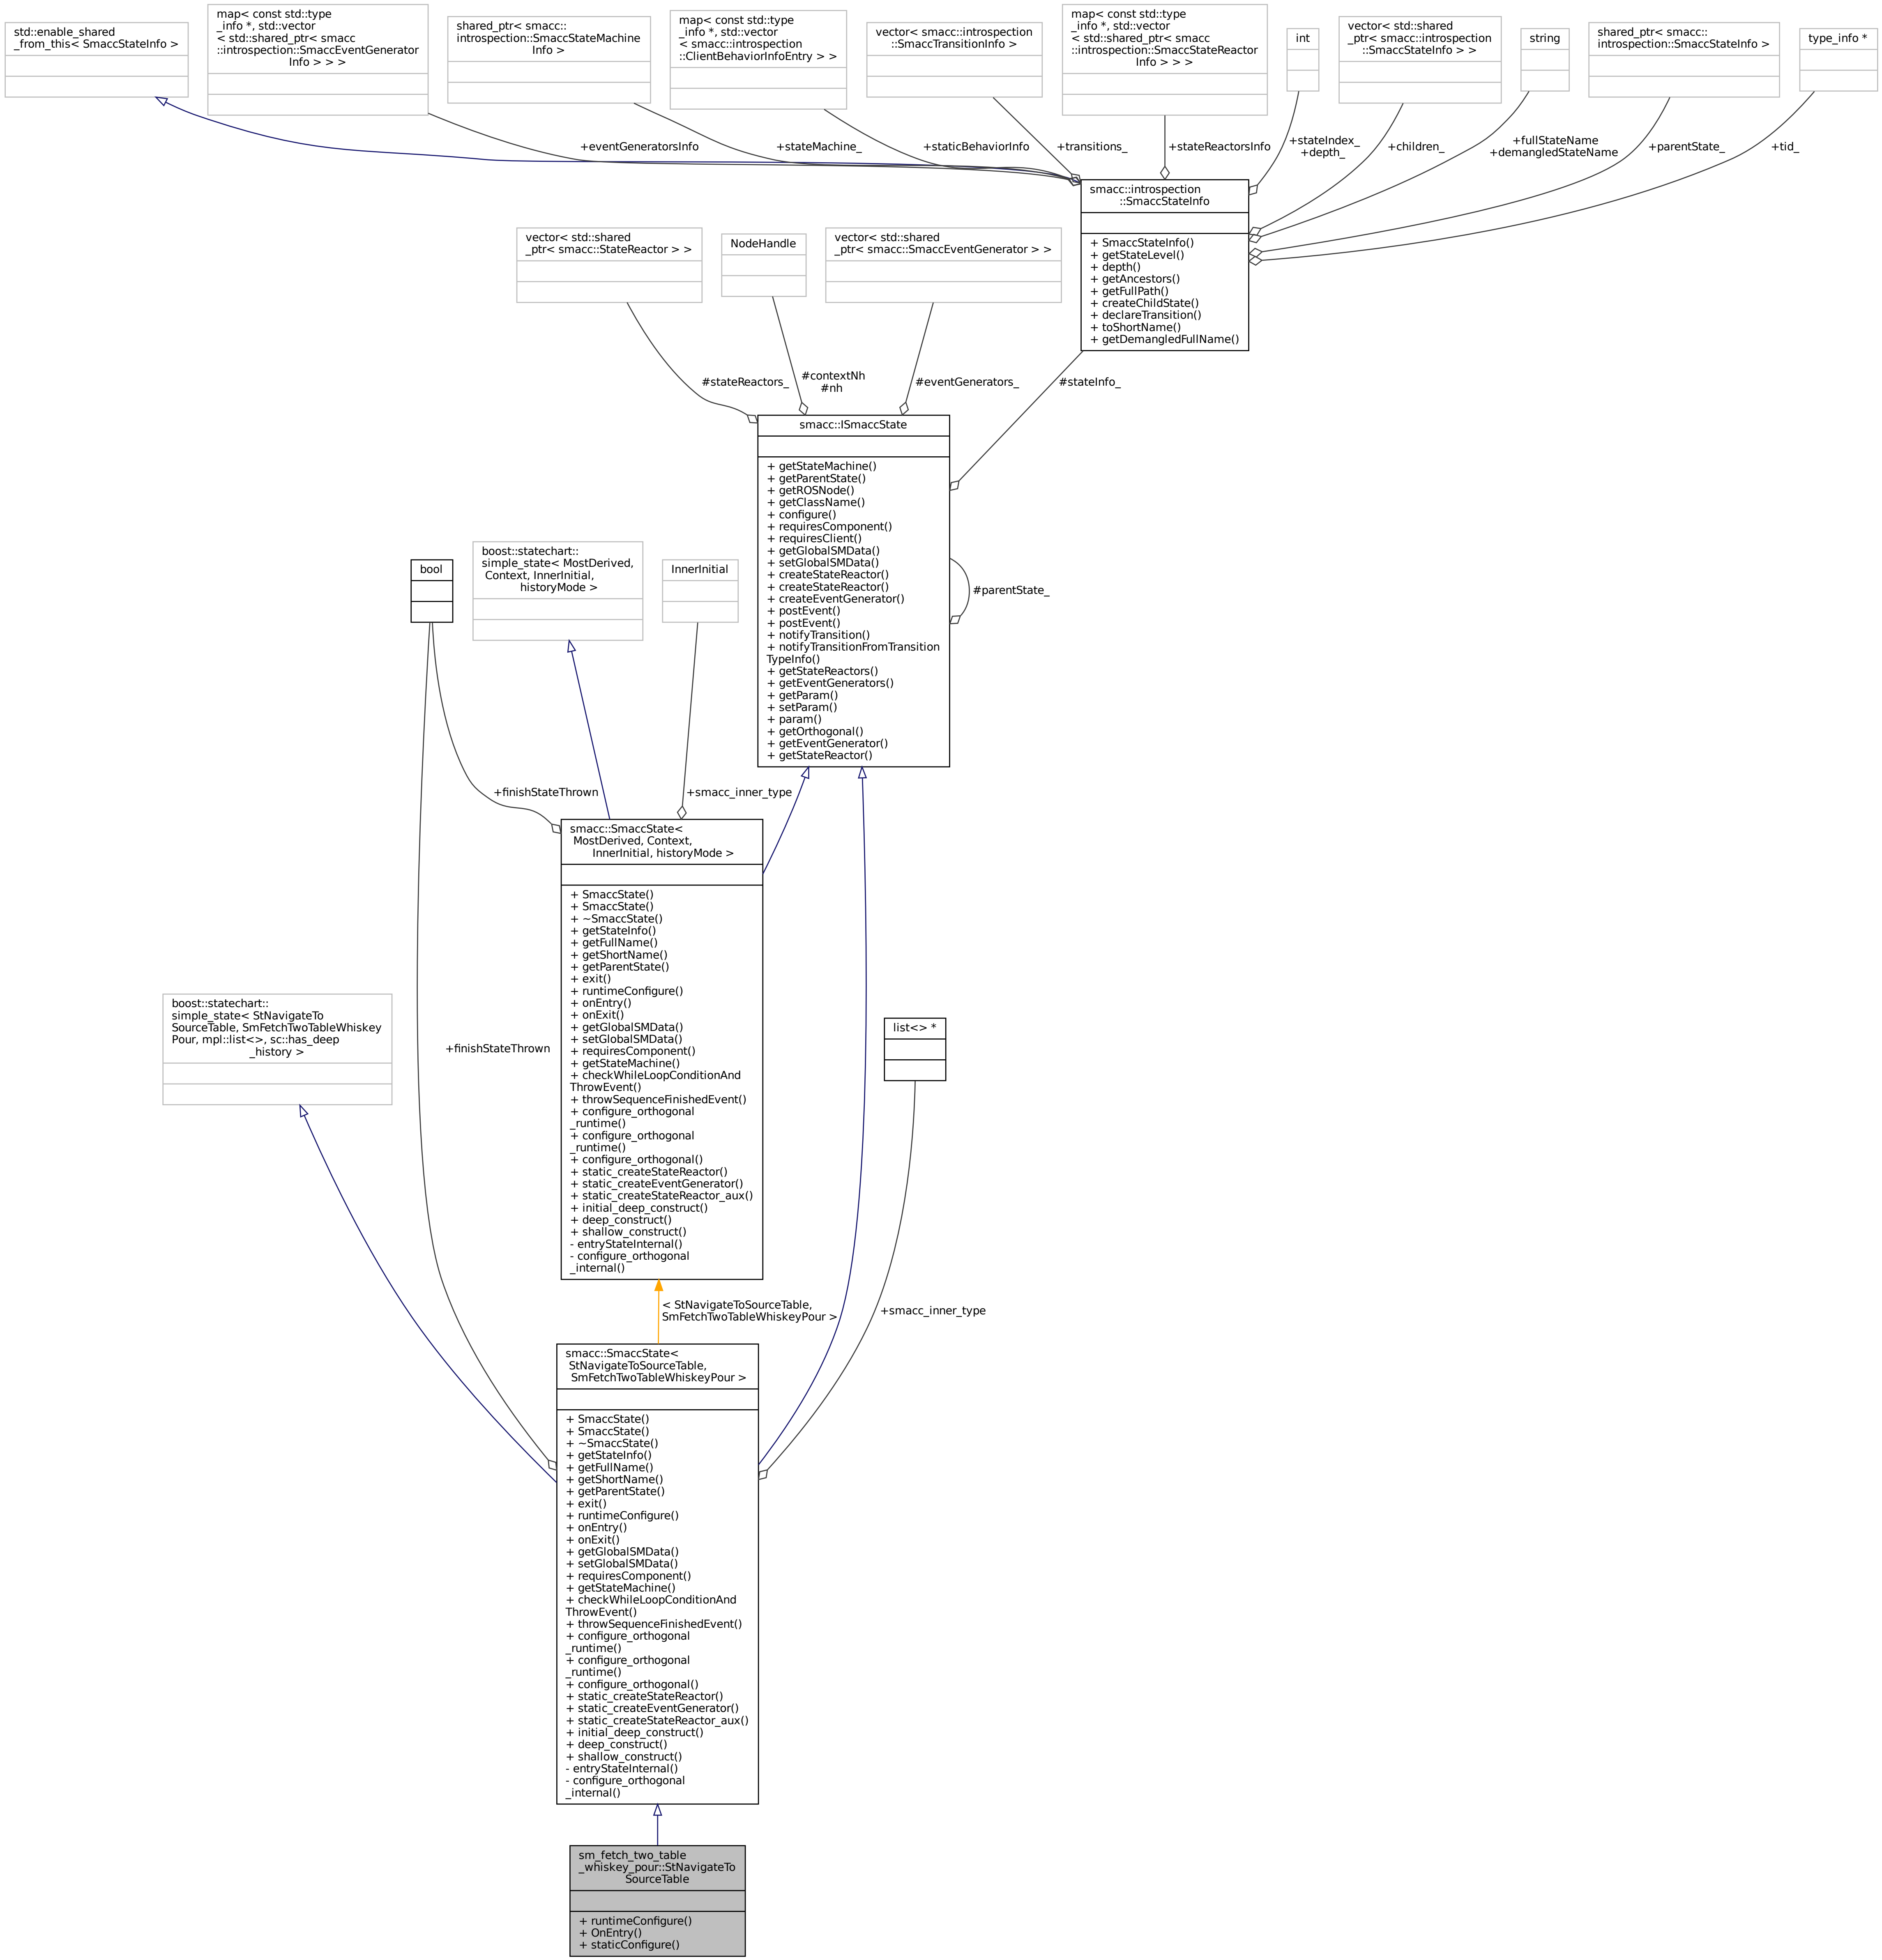 std::enable_shared
_from_this< SmaccStateInfo >
map< const std::type
_info *, std::vector
< std::shared_ptr< smacc
::introspection::SmaccEventGenerator
Info > > >
shared_ptr< smacc::
introspection::SmaccStateMachine
Info >
map< const std::type
_info *, std::vector
< smacc::introspection
::ClientBehaviorInfoEntry > >
vector< smacc::introspection
::SmaccTransitionInfo >
map< const std::type
_info *, std::vector
< std::shared_ptr< smacc
::introspection::SmaccStateReactor
Info > > >
int
vector< std::shared
_ptr< smacc::introspection
::SmaccStateInfo > >
string
shared_ptr< smacc::
introspection::SmaccStateInfo >
type_info *
+eventGeneratorsInfo
+stateMachine_
+staticBehaviorInfo
+transitions_
+stateReactorsInfo
+stateIndex_
+depth_
+children_
+fullStateName
+demangledStateName
+parentState_
+tid_
smacc::introspection
::SmaccStateInfo
+ SmaccStateInfo()
+ getStateLevel()
+ depth()
+ getAncestors()
+ getFullPath()
+ createChildState()
+ declareTransition()
+ toShortName()
+ getDemangledFullName()
vector< std::shared
_ptr< smacc::StateReactor > >
NodeHandle
vector< std::shared
_ptr< smacc::SmaccEventGenerator > >
#stateReactors_
#contextNh
#nh
#eventGenerators_
#stateInfo_
smacc::ISmaccState
+ getStateMachine()
+ getParentState()
+ getROSNode()
+ getClassName()
+ configure()
+ requiresComponent()
+ requiresClient()
+ getGlobalSMData()
+ setGlobalSMData()
+ createStateReactor()
+ createStateReactor()
+ createEventGenerator()
+ postEvent()
+ postEvent()
+ notifyTransition()
+ notifyTransitionFromTransition
TypeInfo()
+ getStateReactors()
+ getEventGenerators()
+ getParam()
+ setParam()
+ param()
+ getOrthogonal()
+ getEventGenerator()
+ getStateReactor()
#parentState_
bool
boost::statechart::
simple_state< MostDerived,
Context, InnerInitial,
historyMode >
InnerInitial
+finishStateThrown
+smacc_inner_type
smacc::SmaccState<
MostDerived, Context,
InnerInitial, historyMode >
+ SmaccState()
+ SmaccState()
+ ~SmaccState()
+ getStateInfo()
+ getFullName()
+ getShortName()
+ getParentState()
+ exit()
+ runtimeConfigure()
+ onEntry()
+ onExit()
+ getGlobalSMData()
+ setGlobalSMData()
+ requiresComponent()
+ getStateMachine()
+ checkWhileLoopConditionAnd
ThrowEvent()
+ throwSequenceFinishedEvent()
+ configure_orthogonal
_runtime()
+ configure_orthogonal
_runtime()
+ configure_orthogonal()
+ static_createStateReactor()
+ static_createEventGenerator()
+ static_createStateReactor_aux()
+ initial_deep_construct()
+ deep_construct()
+ shallow_construct()
- entryStateInternal()
- configure_orthogonal
_internal()
boost::statechart::
simple_state< StNavigateTo
SourceTable, SmFetchTwoTableWhiskey
Pour, mpl::list<>, sc::has_deep
_history >
+finishStateThrown
list<> *
< StNavigateToSourceTable,
SmFetchTwoTableWhiskeyPour >
+smacc_inner_type
smacc::SmaccState<
StNavigateToSourceTable,
SmFetchTwoTableWhiskeyPour >
+ SmaccState()
+ SmaccState()
+ ~SmaccState()
+ getStateInfo()
+ getFullName()
+ getShortName()
+ getParentState()
+ exit()
+ runtimeConfigure()
+ onEntry()
+ onExit()
+ getGlobalSMData()
+ setGlobalSMData()
+ requiresComponent()
+ getStateMachine()
+ checkWhileLoopConditionAnd
ThrowEvent()
+ throwSequenceFinishedEvent()
+ configure_orthogonal
_runtime()
+ configure_orthogonal
_runtime()
+ configure_orthogonal()
+ static_createStateReactor()
+ static_createEventGenerator()
+ static_createStateReactor_aux()
+ initial_deep_construct()
+ deep_construct()
+ shallow_construct()
- entryStateInternal()
- configure_orthogonal
_internal()
sm_fetch_two_table
_whiskey_pour::StNavigateTo
SourceTable
+ runtimeConfigure()
+ OnEntry()
+ staticConfigure()